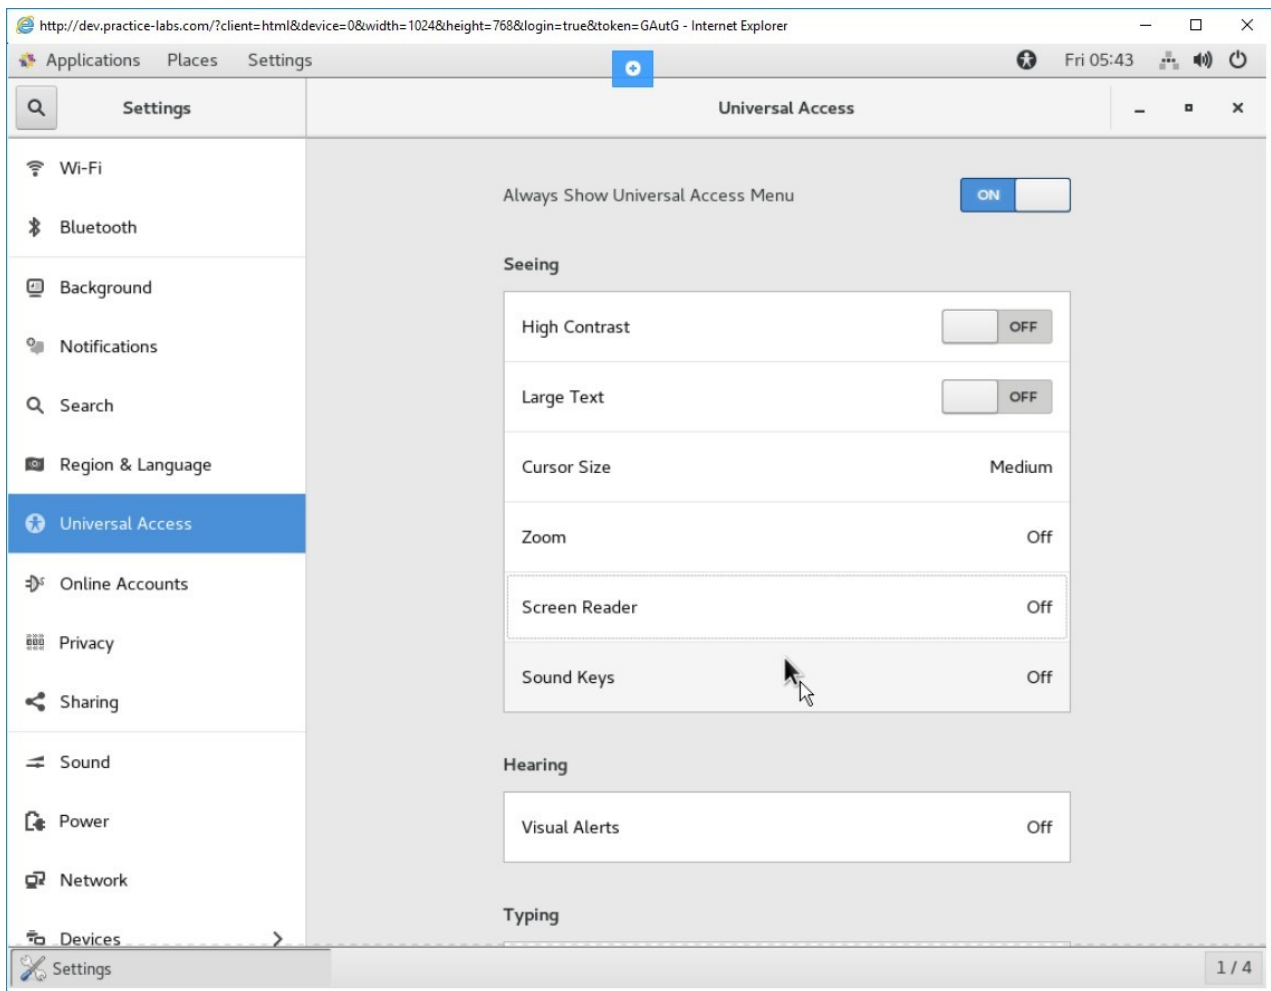 http://dev.practice-labs.com/?client=html&device=0&width=1024&height=768&login=true&token=GAutG - Internet Explorer
Applications Places Settings Fri 05:43
Settings Universal Access
Wi-Fi
Bluetooth
Background
Notifications
Search
Region & Language
Universal Access
Online Accounts
Privacy
Sharing
Sound
Power
Network
Devices
Always Show Universal Access Menu ON
Seeing
High Contrast OFF
Large Text OFF
Cursor Size Medium
Zoom Off
Screen Reader Off
Sound Keys Off
Hearing
Visual Alerts Off
Typing
Settings 1 / 4